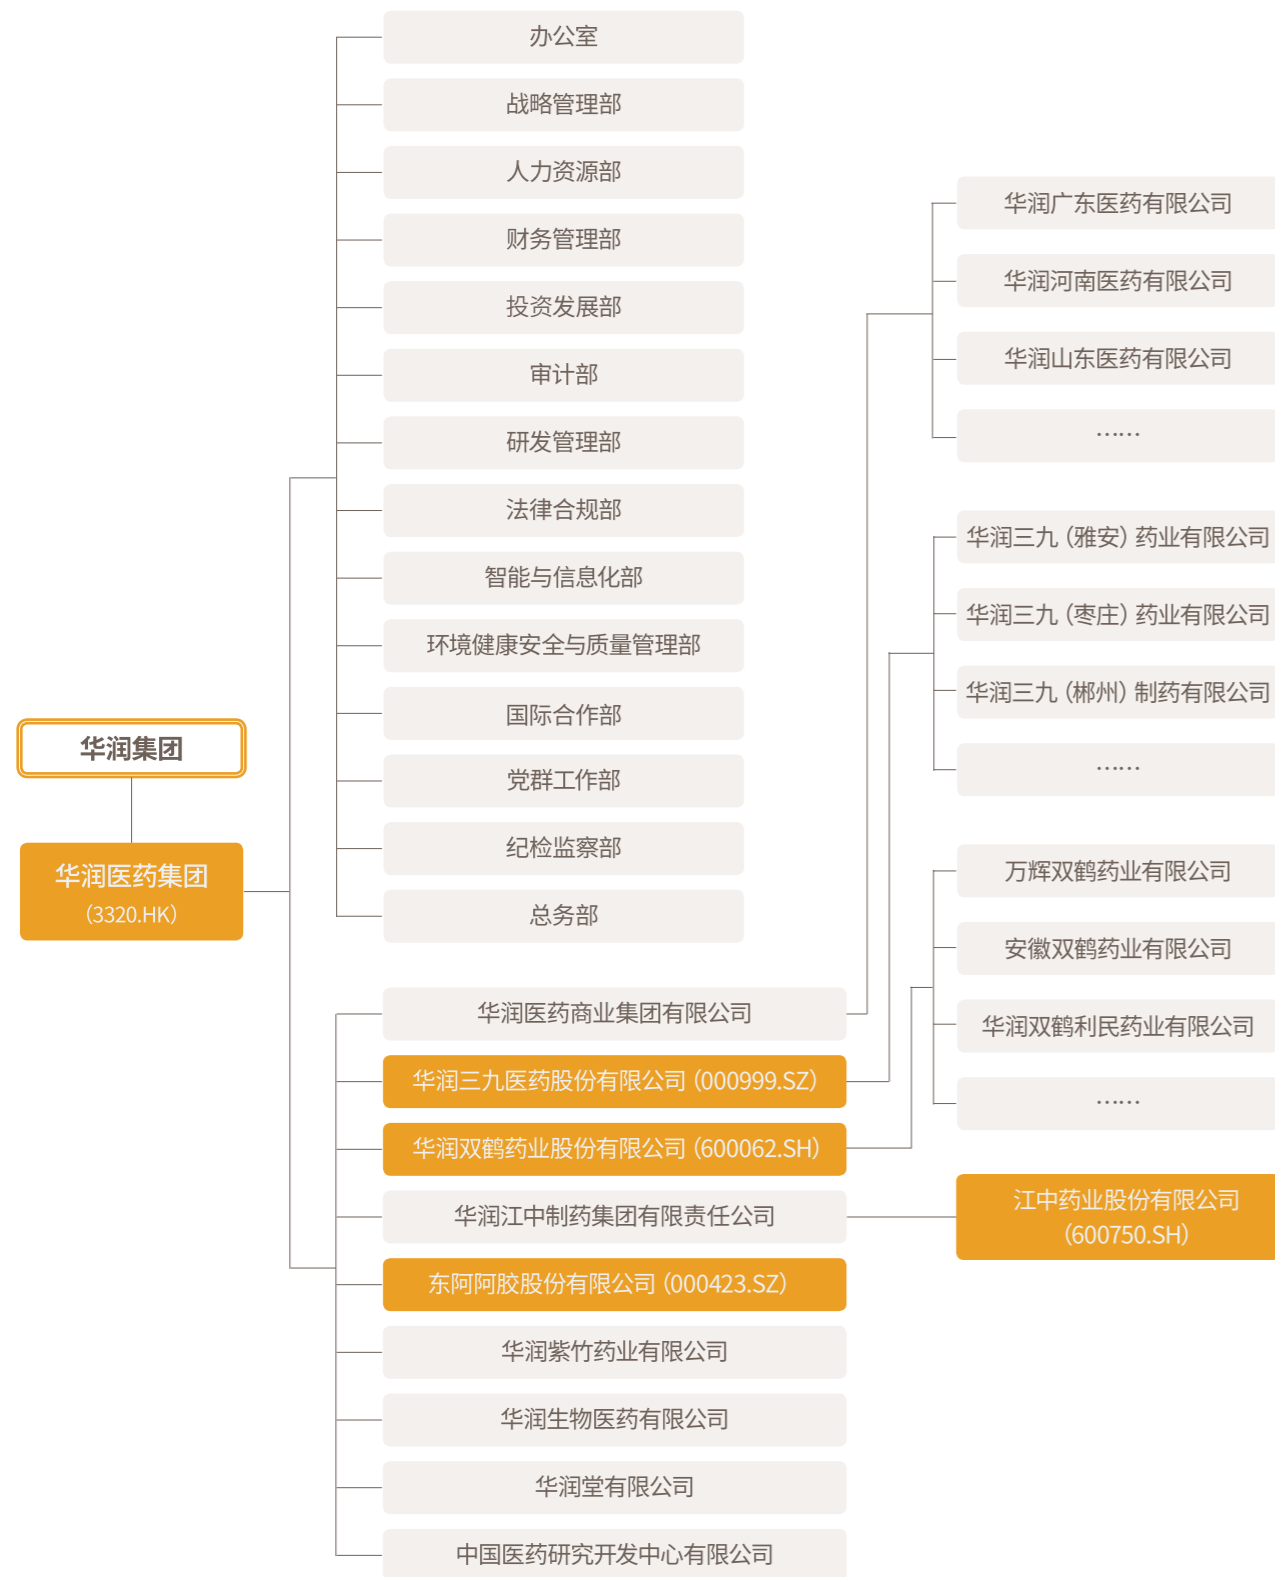 华润集团
华润医药集团
（3320.HK）
办公室
战略管理部
人力资源部
财务管理部
投资发展部
审计部
研发管理部
法律合规部
智能与信息化部
环境健康安全与质量管理部
国际合作部
党群工作部
纪检监察部
总务部
华润医药商业集团有限公司
华润三九医药股份有限公司（000999.SZ）
华润双鹤药业股份有限公司（600062.SH）
华润江中制药集团有限责任公司
东阿阿胶股份有限公司（000423.SZ）
华润紫竹药业有限公司
华润生物医药有限公司
华润堂有限公司
中国医药研究开发中心有限公司
华润广东医药有限公司
华润河南医药有限公司
华润山东医药有限公司
……
华润三九（雅安）药业有限公司
华润三九（枣庄）药业有限公司
华润三九（郴州）制药有限公司
……
万辉双鹤药业有限公司
安徽双鹤药业有限公司
华润双鹤利民药业有限公司
……
江中药业股份有限公司
（600750.SH）